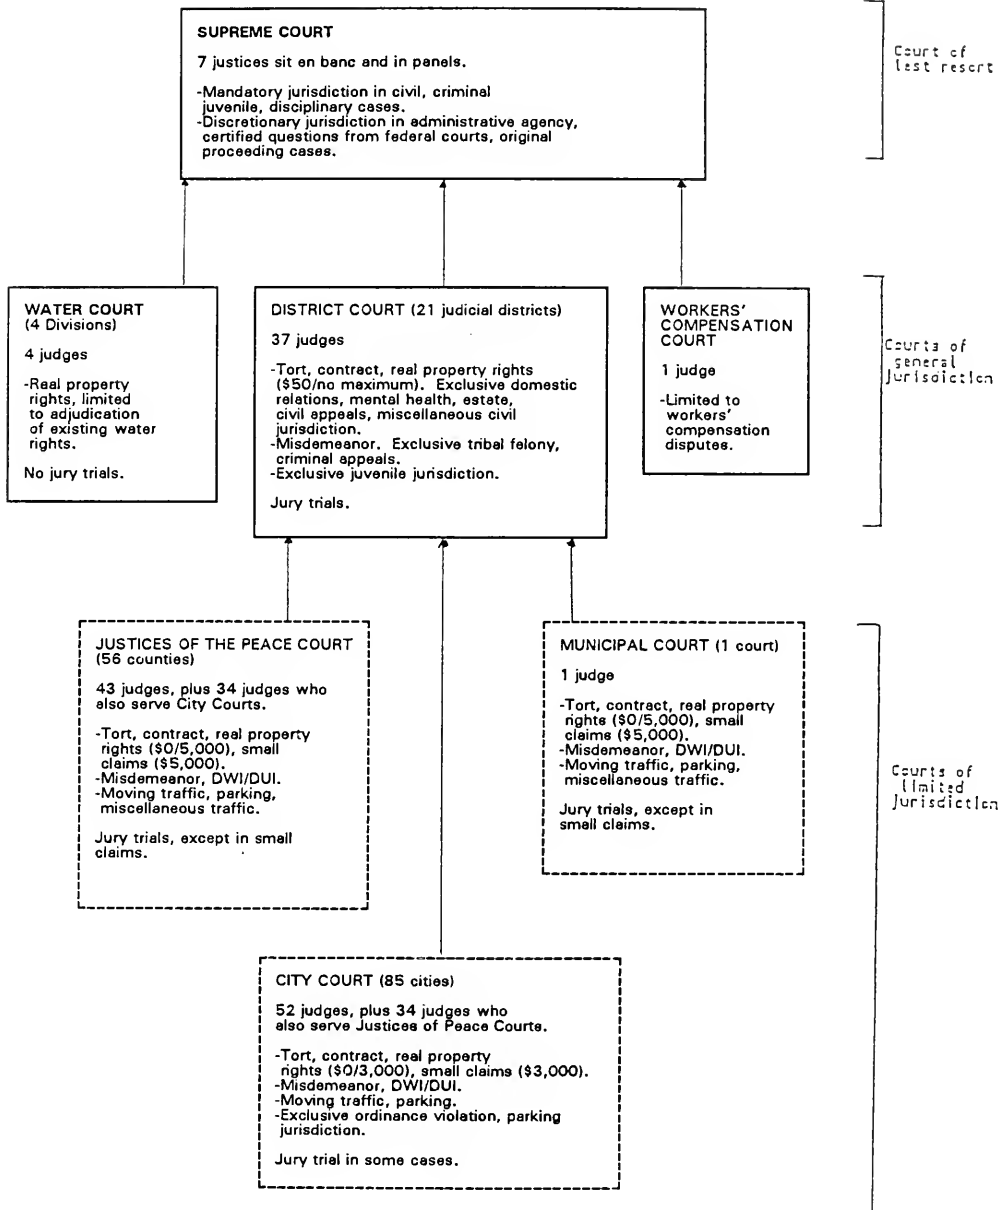 SUPREME COURT
7 justices sit en banc and in panels.
-Mandatory jurisdiction in civil, criminal
juvenile, disciplinary cases.
-Discretionary jurisdiction in administrative agency,
certified questions from federal courts, original
proceeding cases.
Court of
last resort
WATER COURT
(4 Divisions)
4 judges
-Real property
rights, limited
to adjudication
of existing water
rights.
No jury trials.
DISTRICT COURT (21 judicial districts)
37 judges
-Tort, contract, real property rights
($50/no maximum). Exclusive domestic
relations, mental health, estate,
civil appeals, miscellaneous civil
jurisdiction.
-Misdemeanor. Exclusive tribal felony,
criminal appeals.
-Exclusive juvenile jurisdiction.
Jury trials.
WORKERS'
COMPENSATION
COURT
1 judge
-Limited to
workers'
compensation
disputes.
Courts of
general
jurisdiction
JUSTICES OF THE PEACE COURT
(56 counties)
43 judges, plus 34 judges who
also serve City Courts.
-Tort, contract, real property
rights ($0/5,000), small
claims ($5,000).
-Misdemeanor, DWI/DUI.
-Moving traffic, parking,
miscellaneous traffic.
Jury trials, except in small
claims.
MUNICIPAL COURT (1 court)
1 judge
-Tort, contract, real property
rights ($0/5,000), small
claims ($5,000).
-Misdemeanor, DWI/DUI.
-Moving traffic, parking,
miscellaneous traffic.
Jury trials, except in
small claims.
Courts of
limited
jurisdiction
CITY COURT (85 cities)
52 judges, plus 34 judges who
also serve Justices of Peace Courts.
-Tort, contract, real property
rights ($0/3,000), small claims ($3,000).
-Misdemeanor, DWI/DUI.
-Moving traffic, parking.
-Exclusive ordinance violation, parking
jurisdiction.
Jury trial in some cases.